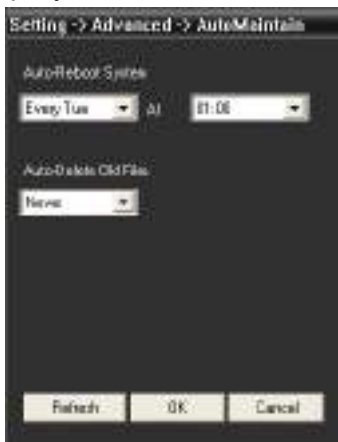 Setting -> Advanced -> AutoMaintain
Auto-Reboot System
Every Tue At 01:00
Auto-Delete Old Files
Never
Refresh OK Cancel